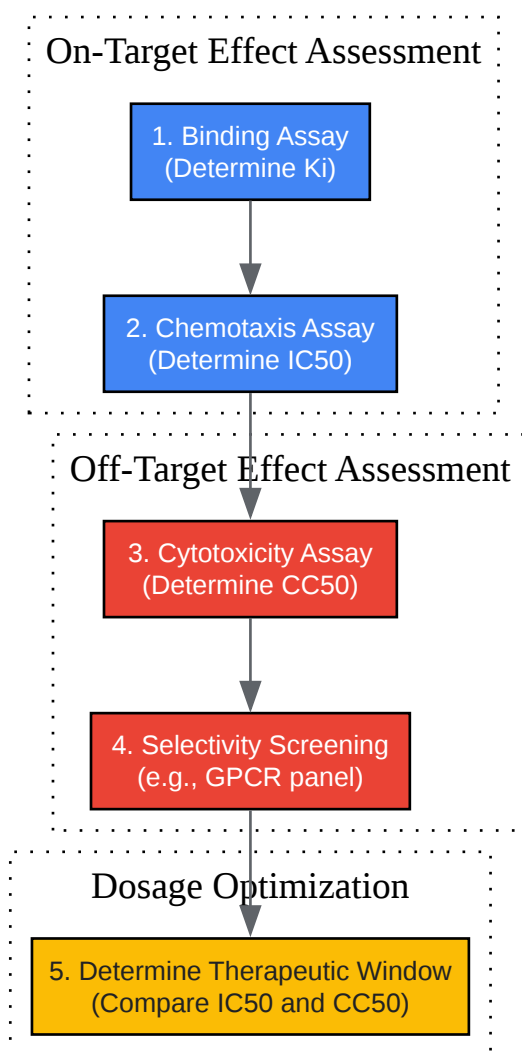 On-Target Effect Assessment
1. Binding Assay
(Determine Ki)
2. Chemotaxis Assay
(Determine IC50)
Off-Target Effect Assessment
3. Cytotoxicity Assay
(Determine CC50)
4. Selectivity Screening
(e.g., GPCR panel)
Dosage Optimization
5. Determine Therapeutic Window
(Compare IC50 and CC50)